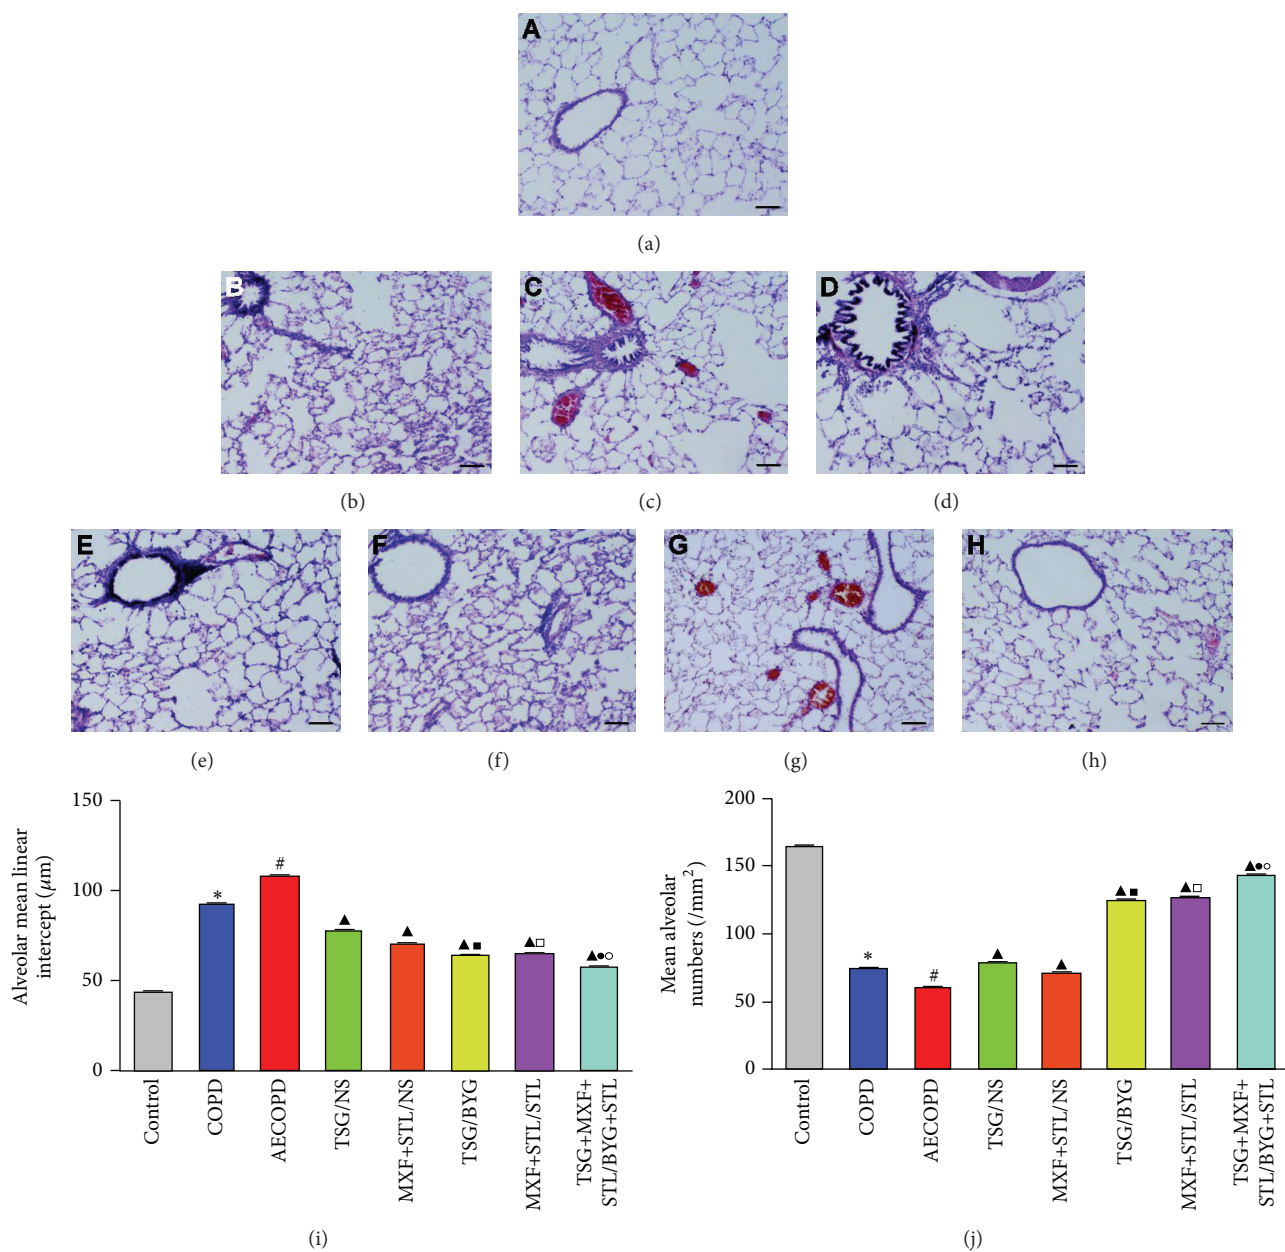 A
(a)
B
C
D
(b)
(c)
(d)
E
F
G
H
(e)
(f)
(g)
(h)
Alveolar mean linear
intercept (μm)
150
100
50
0
*
#
▲
▲
▲■
▲□
▲●○
Control
COPD
AECOPD
TSG/NS
MXF+STL/NS
TSG/BYG
MXF+STL/STL
TSG+MXF+
STL/BYG+STL
(i)
Mean alveolar
numbers (/mm²)
200
150
100
50
0
*
#
▲
▲
▲■
▲□
▲●○
Control
COPD
AECOPD
TSG/NS
MXF+STL/NS
TSG/BYG
MXF+STL/STL
TSG+MXF+
STL/BYG+STL
(j)